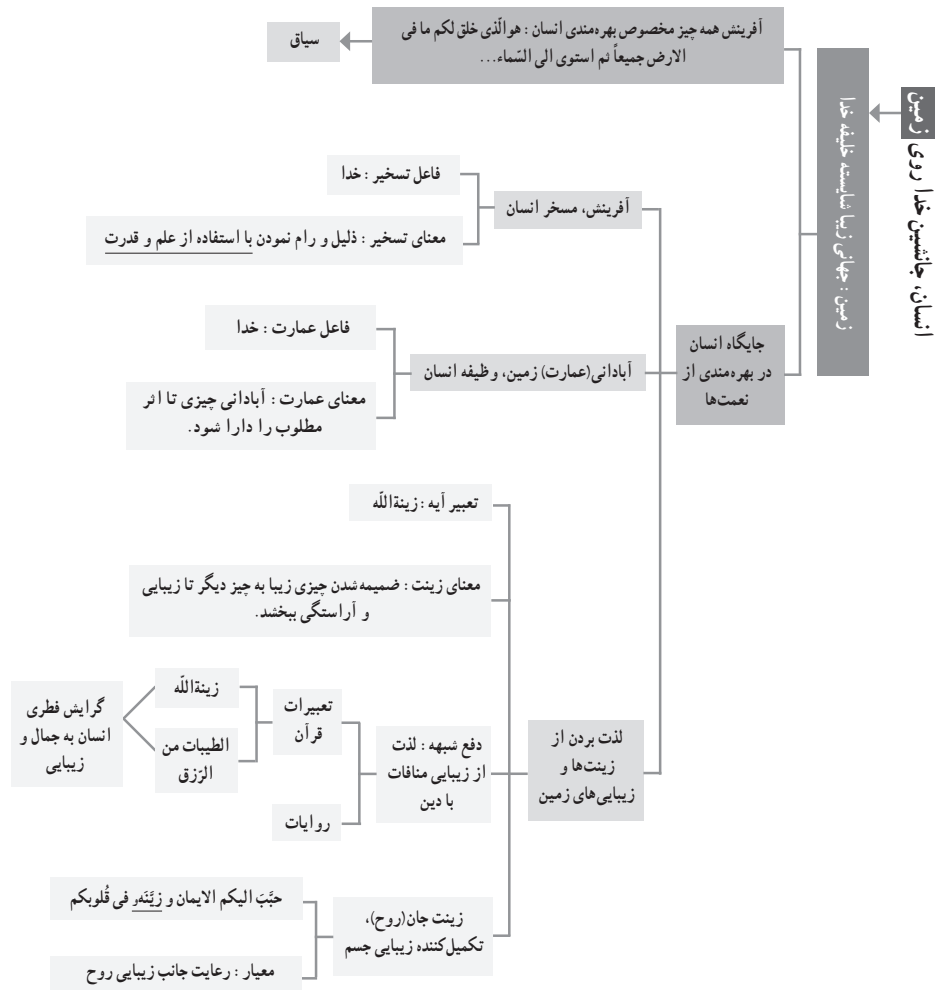 انسان، جانشین خدا روی زمین
زمین : جهانی زیبا شایسته خلیفه خدا
آفرینش همه چیز مخصوص بهره‌مندی انسان : هوالّذی خلق لکم ما فی
الارض جمیعاً ثم استوی الی السّماء...
سیاق
جایگاه انسان
در بهره‌مندی از
نعمت‌ها
آفرینش، مسخر انسان
فاعل تسخیر : خدا
معنای تسخیر : ذلیل و رام نمودن با استفاده از علم و قدرت
آبادانی(عمارت) زمین، وظیفه انسان
فاعل عمارت : خدا
معنای عمارت : آبادانی چیزی تا اثر
مطلوب را دارا شود.
لذت بردن از
زینت‌ها و
زیبایی‌های زمین
تعبیر آیه : زینةاللّه
معنای زینت : ضمیمه‌شدن چیزی زیبا به چیز دیگر تا زیبایی
و آراستگی ببخشد.
دفع شبهه : لذت
از زیبایی منافات
با دین
تعبیرات
قرآن
زینةاللّه
الطیبات من
الرّزق
گرایش فطری
انسان به جمال و
زیبایی
روایات
زینت جان(روح)،
تکمیل‌کننده زیبایی جسم
حبَّبَ الیکم الایمان و زیَّنَهو فی قُلوبکم
معیار : رعایت جانب زیبایی روح